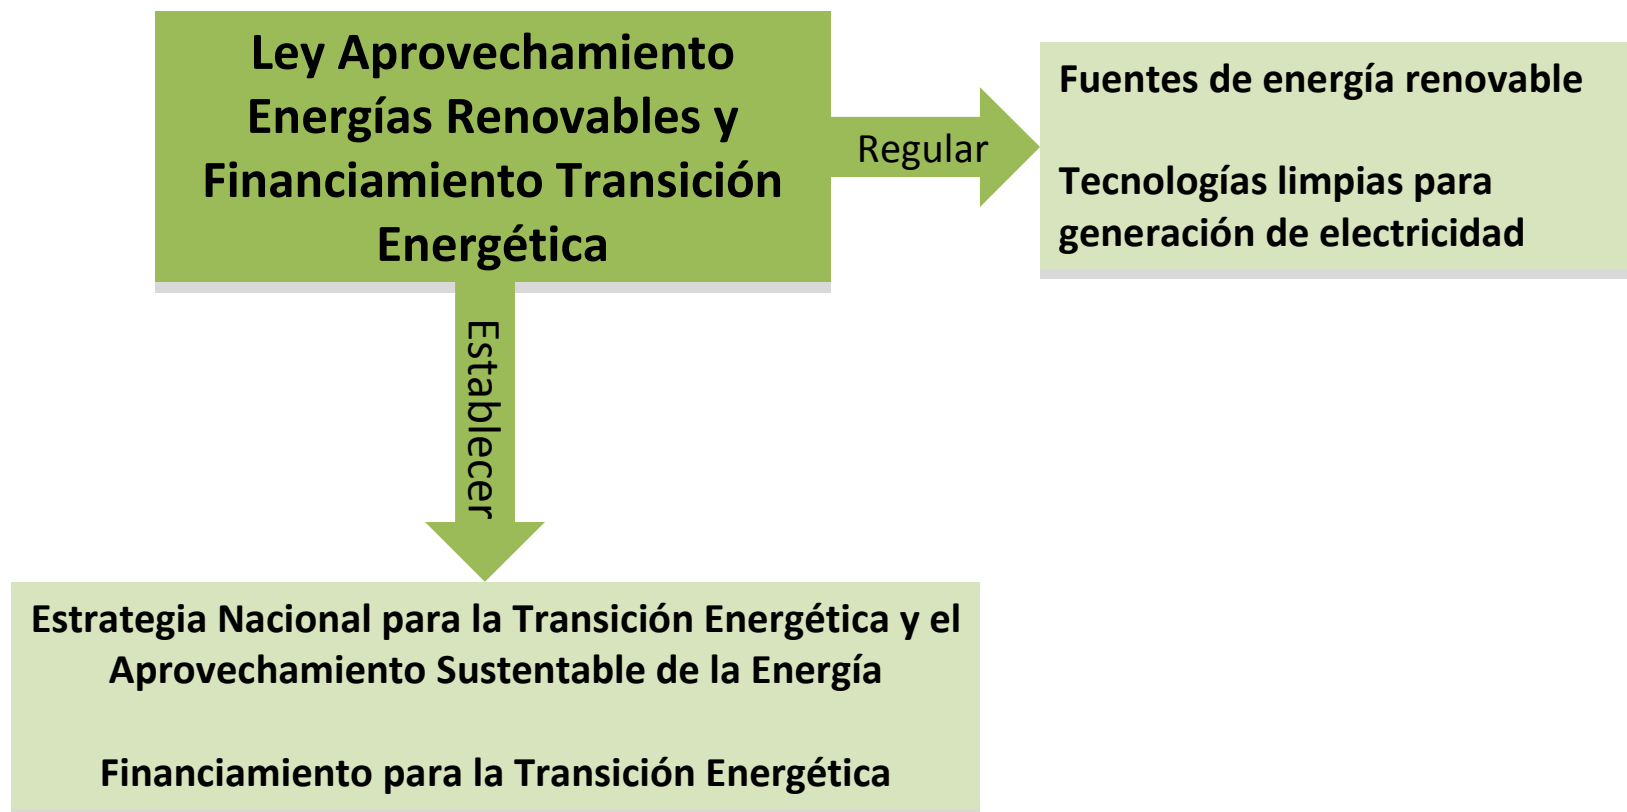 Ley Aprovechamiento
Energías Renovables y
Financiamiento Transición
Energética
Regular
Fuentes de energía renovable
Tecnologías limpias para
generación de electricidad
Establecer
Estrategia Nacional para la Transición Energética y el
Aprovechamiento Sustentable de la Energía
Financiamiento para la Transición Energética